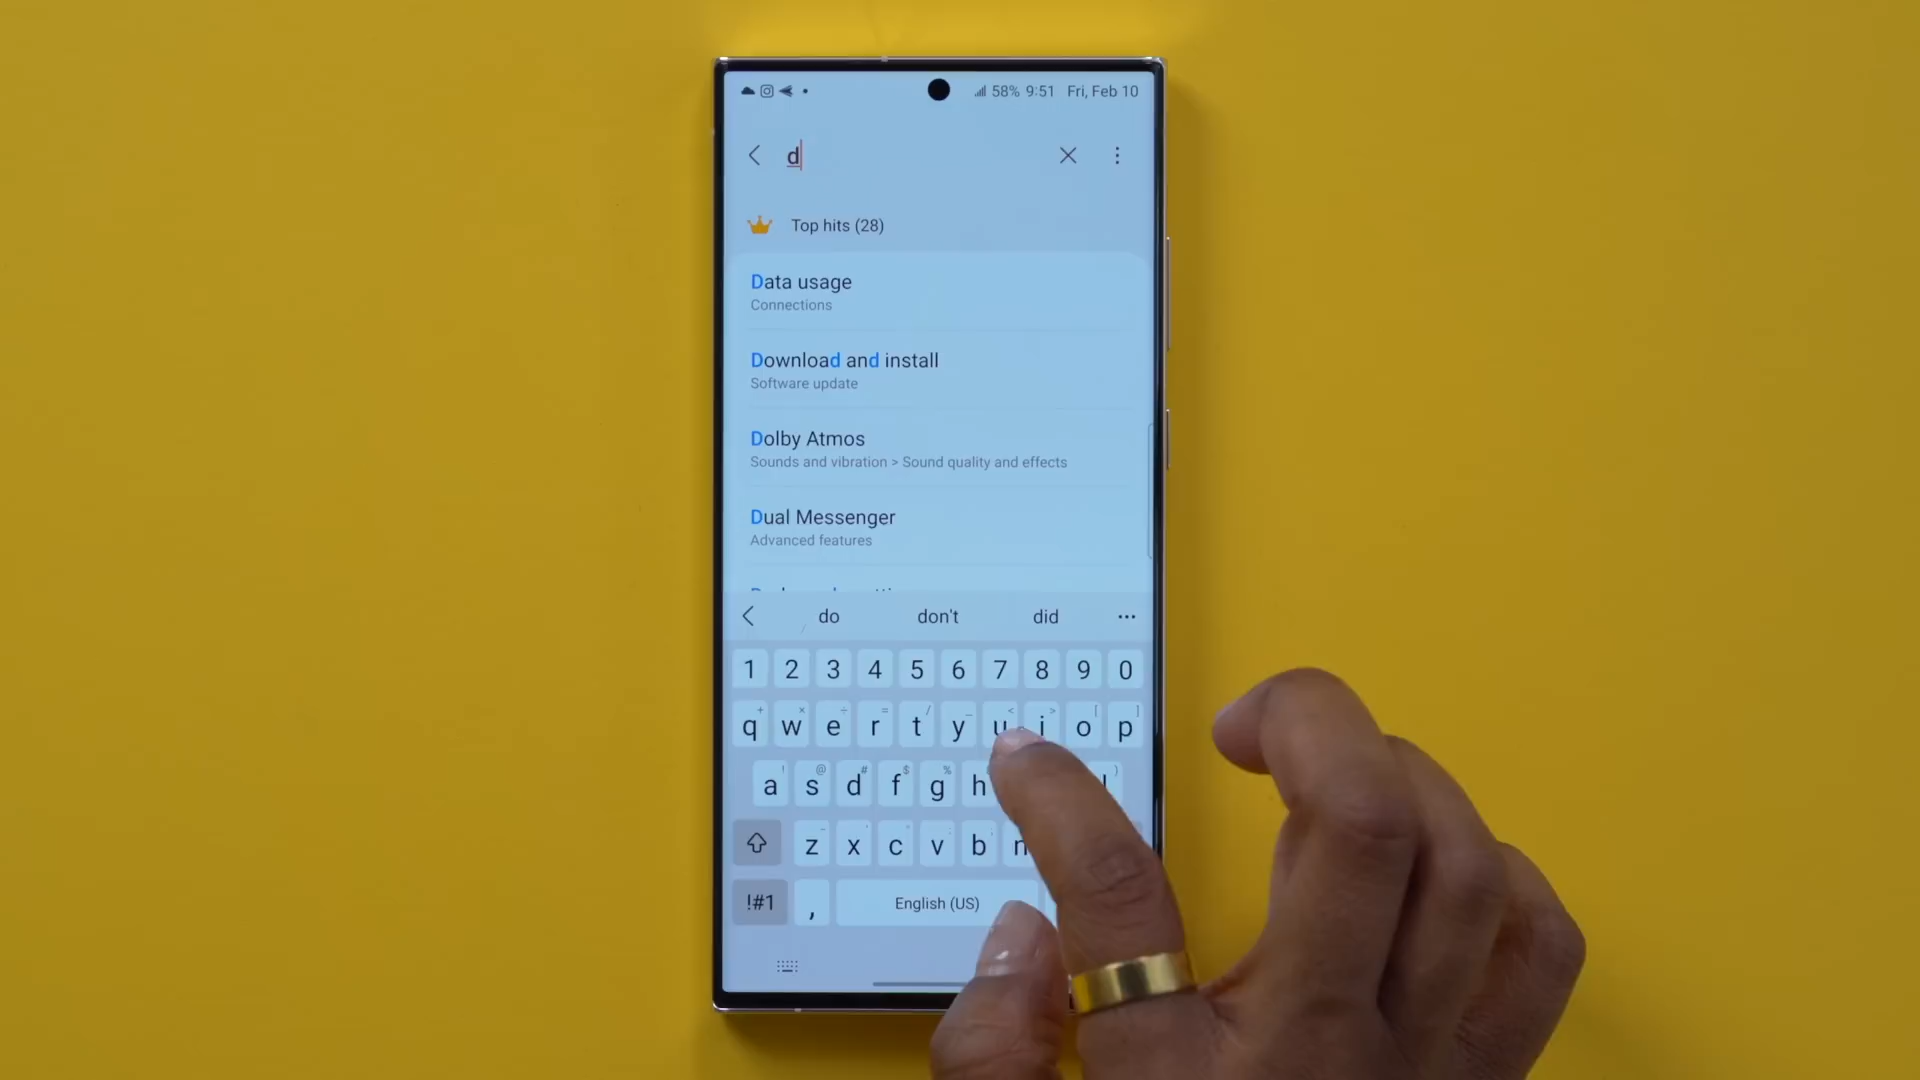 58% 9:51 Fri, Feb 10
d
Top hits (28)
Data usage
Connections
Download and install
Software update
Dolby Atmos
Sounds and vibration > Sound quality and effects
Dual Messenger
Advanced features
do don't did
1 2 3 4 5 6 7 8 9 0
q w e r t y u i o p
a s d f g h l
z x c v b n
!#1 , English (US)